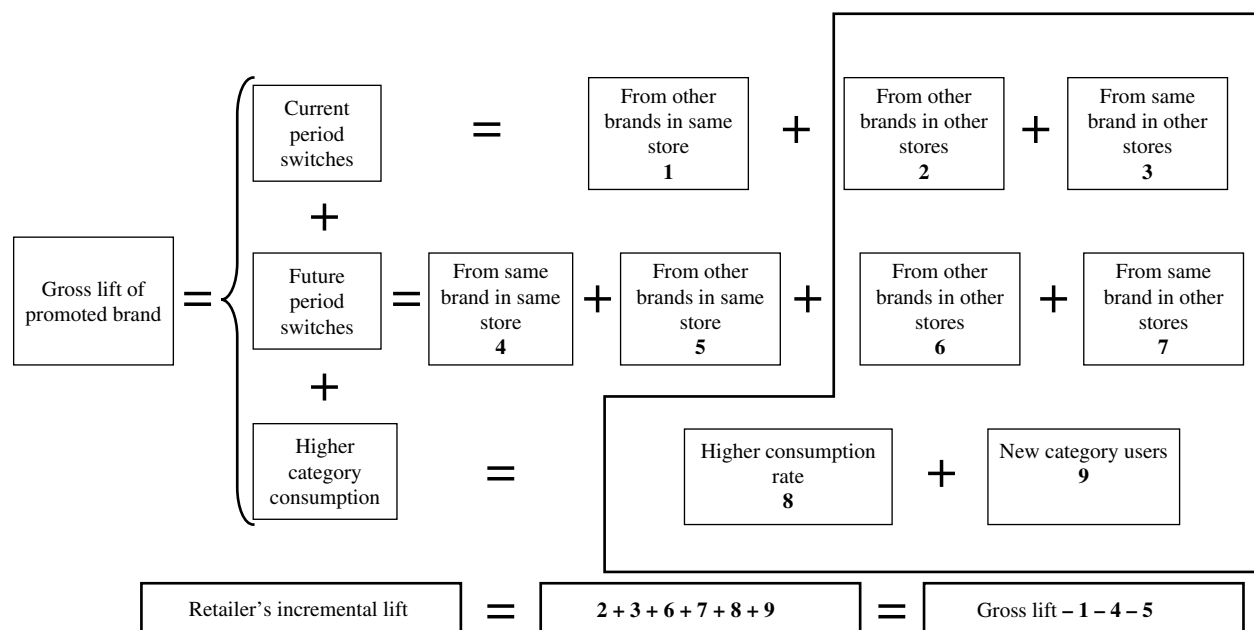 Current
period
switches
=
From other
brands in same
store
1
+
From other
brands in other
stores
2
+
From same
brand in other
stores
3
+
Gross lift of
promoted brand
=
Future
period
switches
=
From same
brand in same
store
4
+
From other
brands in same
store
5
+
From other
brands in other
stores
6
+
From same
brand in other
stores
7
+
Higher
category
consumption
=
Higher consumption
rate
8
+
New category users
9
Retailer’s incremental lift
=
2 + 3 + 6 + 7 + 8 + 9
=
Gross lift – 1 – 4 – 5